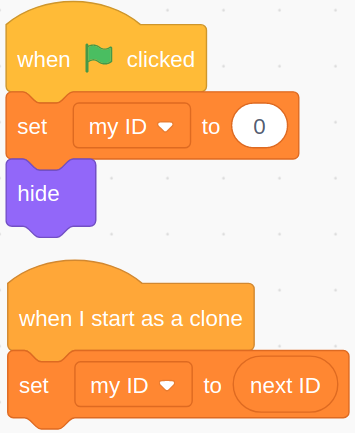 when clicked
set my ID to 0
hide
when I start as a clone
set my ID to next ID